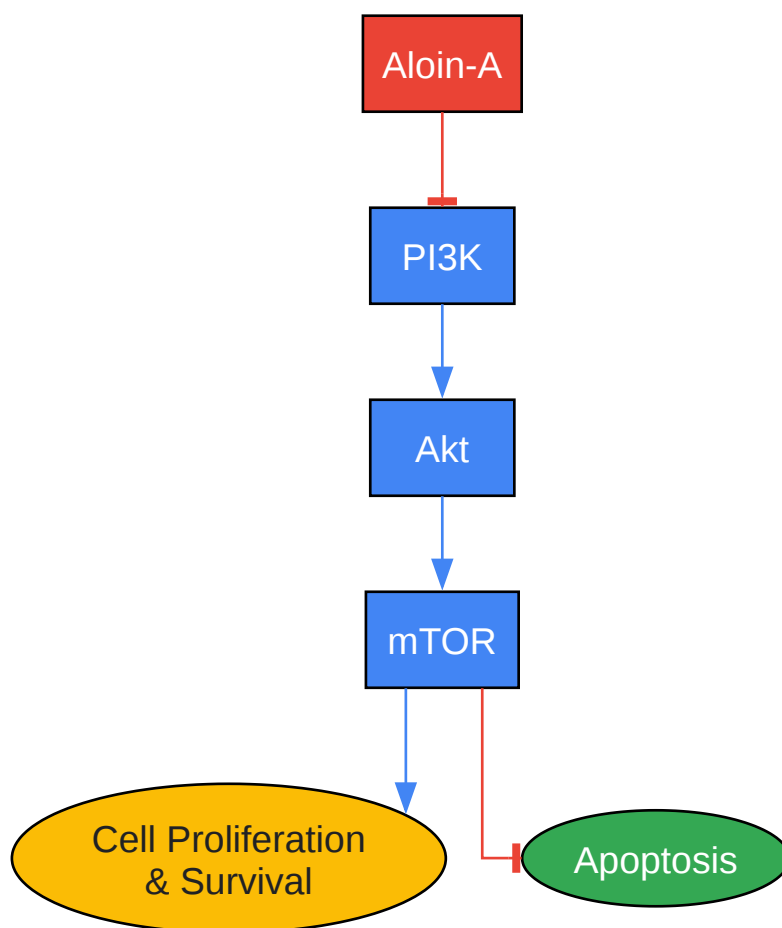 Aloin-A
PI3K
Akt
mTOR
Cell Proliferation
& Survival
Apoptosis